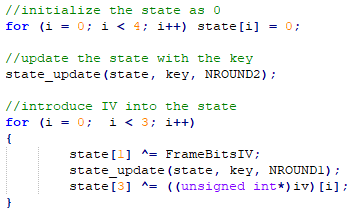 //initialize the state as 0
for (i = 0; i < 4; i++) state[i] = 0;
//update the state with the key
state_update(state, key, NROUND2);
//introduce IV into the state
for (i = 0;  i < 3; i++)
{
state[1] ^= FrameBitsIV;
state_update(state, key, NROUND1);
state[3] ^= ((unsigned int*)iv)[i];
}